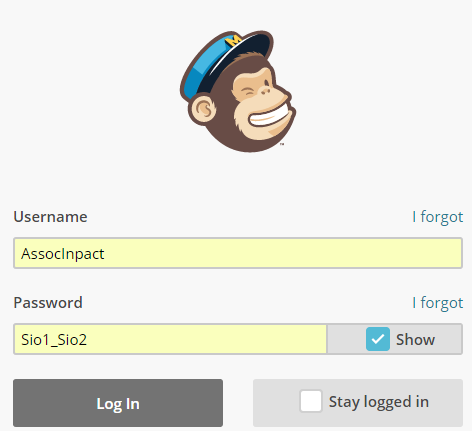 M
Username I forgot
AssocInpact
Password I forgot
Sio1_Sio2 Show
Log In Stay logged in